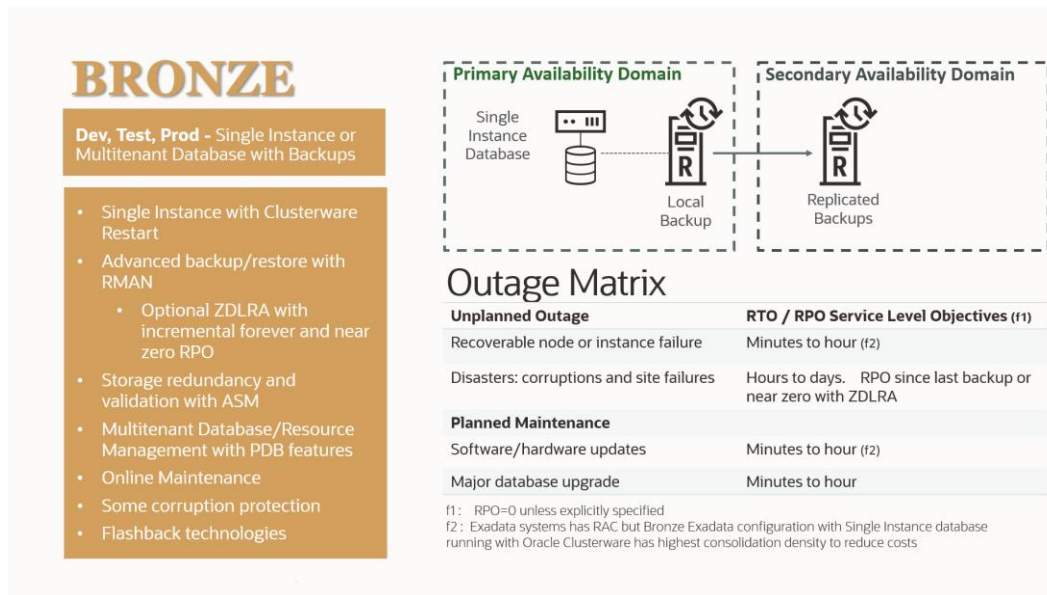 BRONZE
Dev, Test, Prod - Single Instance or
Multitenant Database with Backups
• Single Instance with Clusterware
Restart
• Advanced backup/restore with
RMAN
• Optional ZDLRA with
incremental forever and near
zero RPO
• Storage redundancy and
validation with ASM
• Multitenant Database/Resource
Management with PDB features
• Online Maintenance
• Some corruption protection
• Flashback technologies
Primary Availability Domain
Single
Instance
Database
R
Local
Backup
Secondary Availability Domain
R
Replicated
Backups
Outage Matrix
Unplanned Outage RTO / RPO Service Level Objectives (f1)
Recoverable node or instance failure Minutes to hour (f2)
Disasters: corruptions and site failures Hours to days. RPO since last backup or
near zero with ZDLRA
Planned Maintenance
Software/hardware updates Minutes to hour (f2)
Major database upgrade Minutes to hour
f1: RPO=0 unless explicitly specified
f2: Exadata systems has RAC but Bronze Exadata configuration with Single Instance database
running with Oracle Clusterware has highest consolidation density to reduce costs